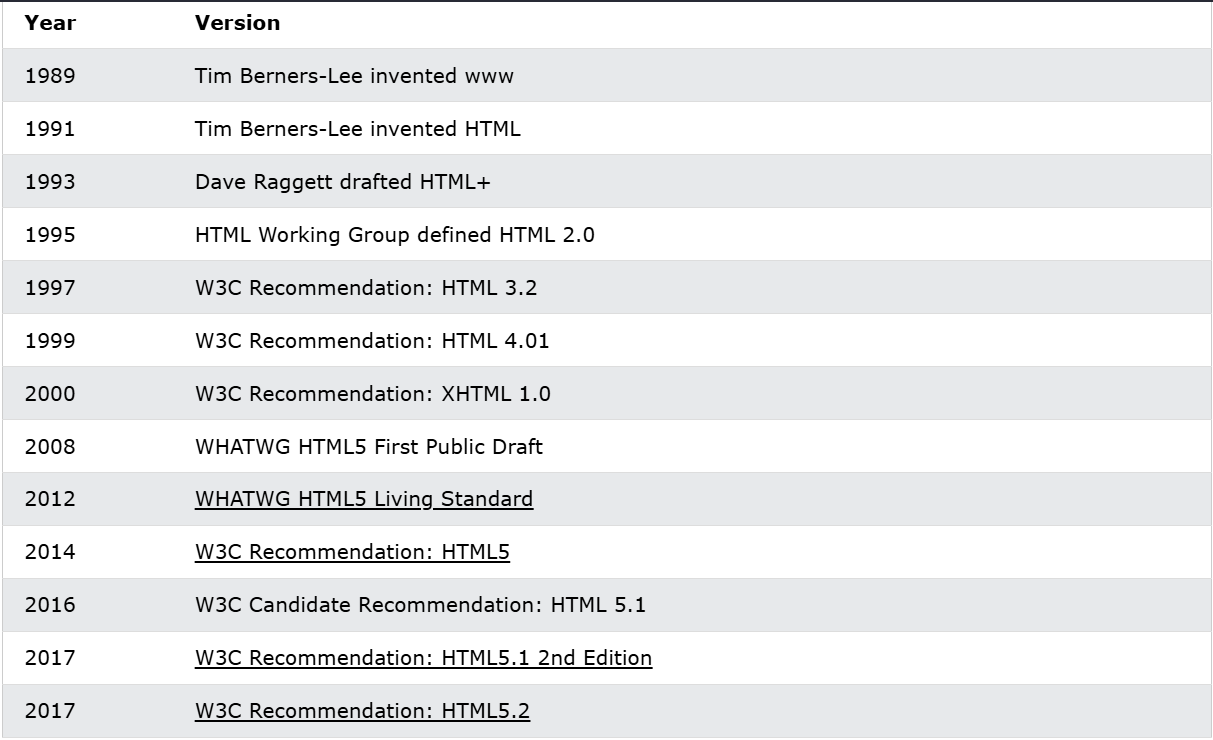 Year Version
1989 Tim Berners-Lee invented www
1991 Tim Berners-Lee invented HTML
1993 Dave Raggett drafted HTML+
1995 HTML Working Group defined HTML 2.0
1997 W3C Recommendation: HTML 3.2
1999 W3C Recommendation: HTML 4.01
2000 W3C Recommendation: XHTML 1.0
2008 WHATWG HTML5 First Public Draft
2012 WHATWG HTML5 Living Standard
2014 W3C Recommendation: HTML5
2016 W3C Candidate Recommendation: HTML 5.1
2017 W3C Recommendation: HTML5.1 2nd Edition
2017 W3C Recommendation: HTML5.2